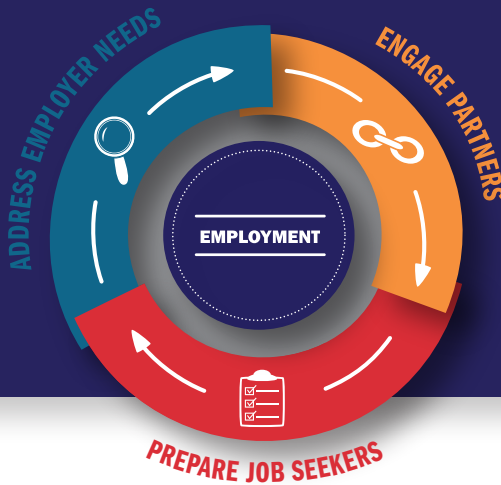 ADDRESS EMPLOYER NEEDS
ENGAGE PARTNERS
EMPLOYMENT
PREPARE JOB SEEKERS